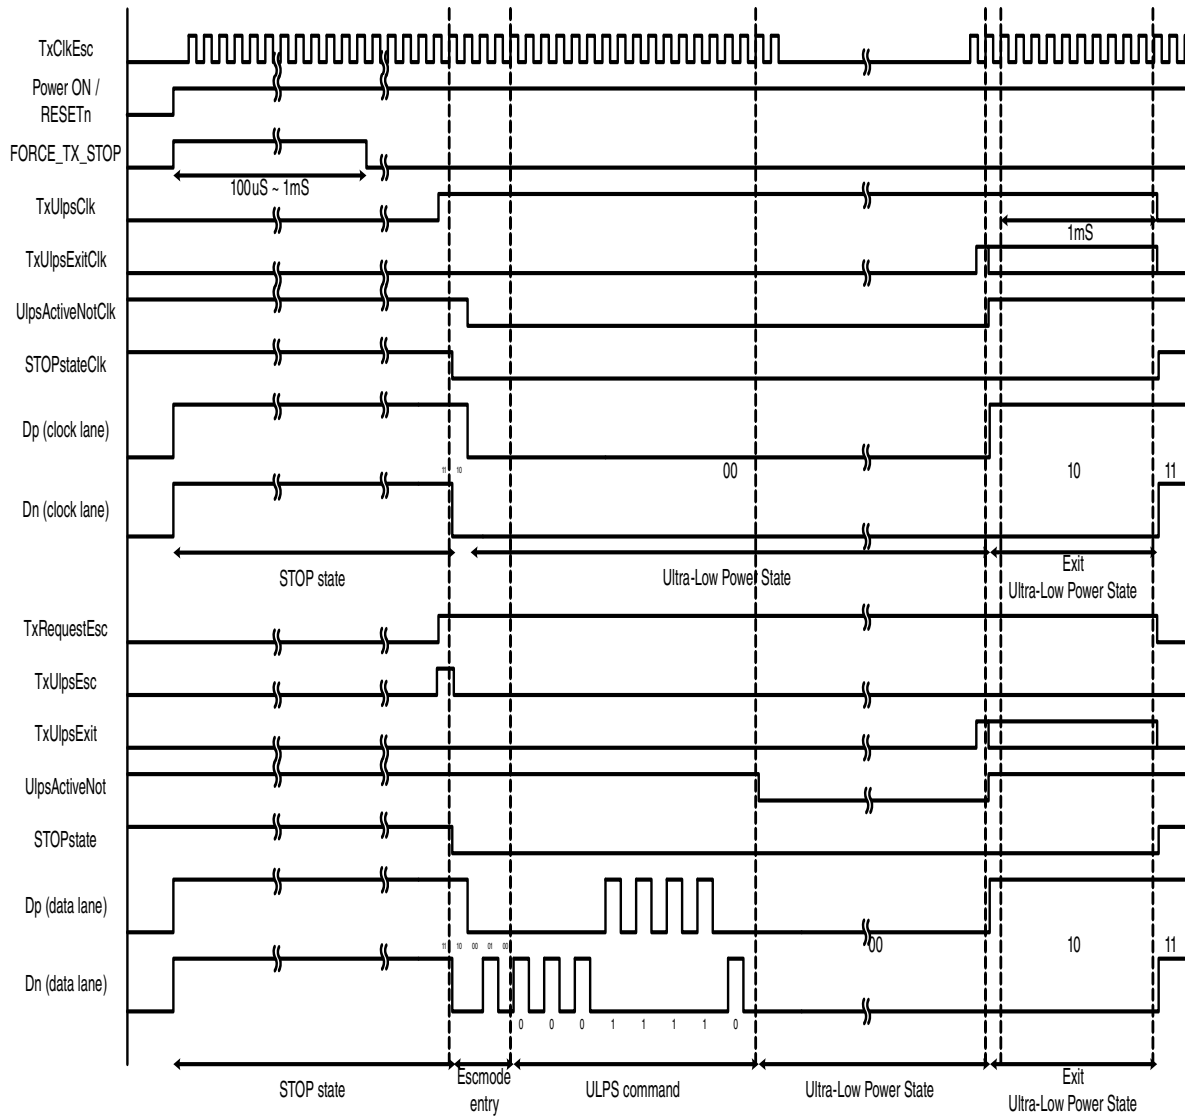 TxClkEsc
Power ON /
RESETn
FORCE_TX_STOP
100uS ~ 1mS
TxUlpsClk
1mS
TxUlpsExitClk
UlpsActiveNotClk
STOPstateClk
Dp (clock lane)
11 10 00 10 11
Dn (clock lane)
STOP state Ultra-Low Power State Exit
Ultra-Low Power State
TxRequestEsc
TxUlpsEsc
TxUlpsExit
UlpsActiveNot
STOPstate
Dp (data lane)
11 10 00 01 00 00 10 11
Dn (data lane)
0 0 0 1 1 1 1 0
STOP state Escmode
entry ULPS command Ultra-Low Power State Exit
Ultra-Low Power State